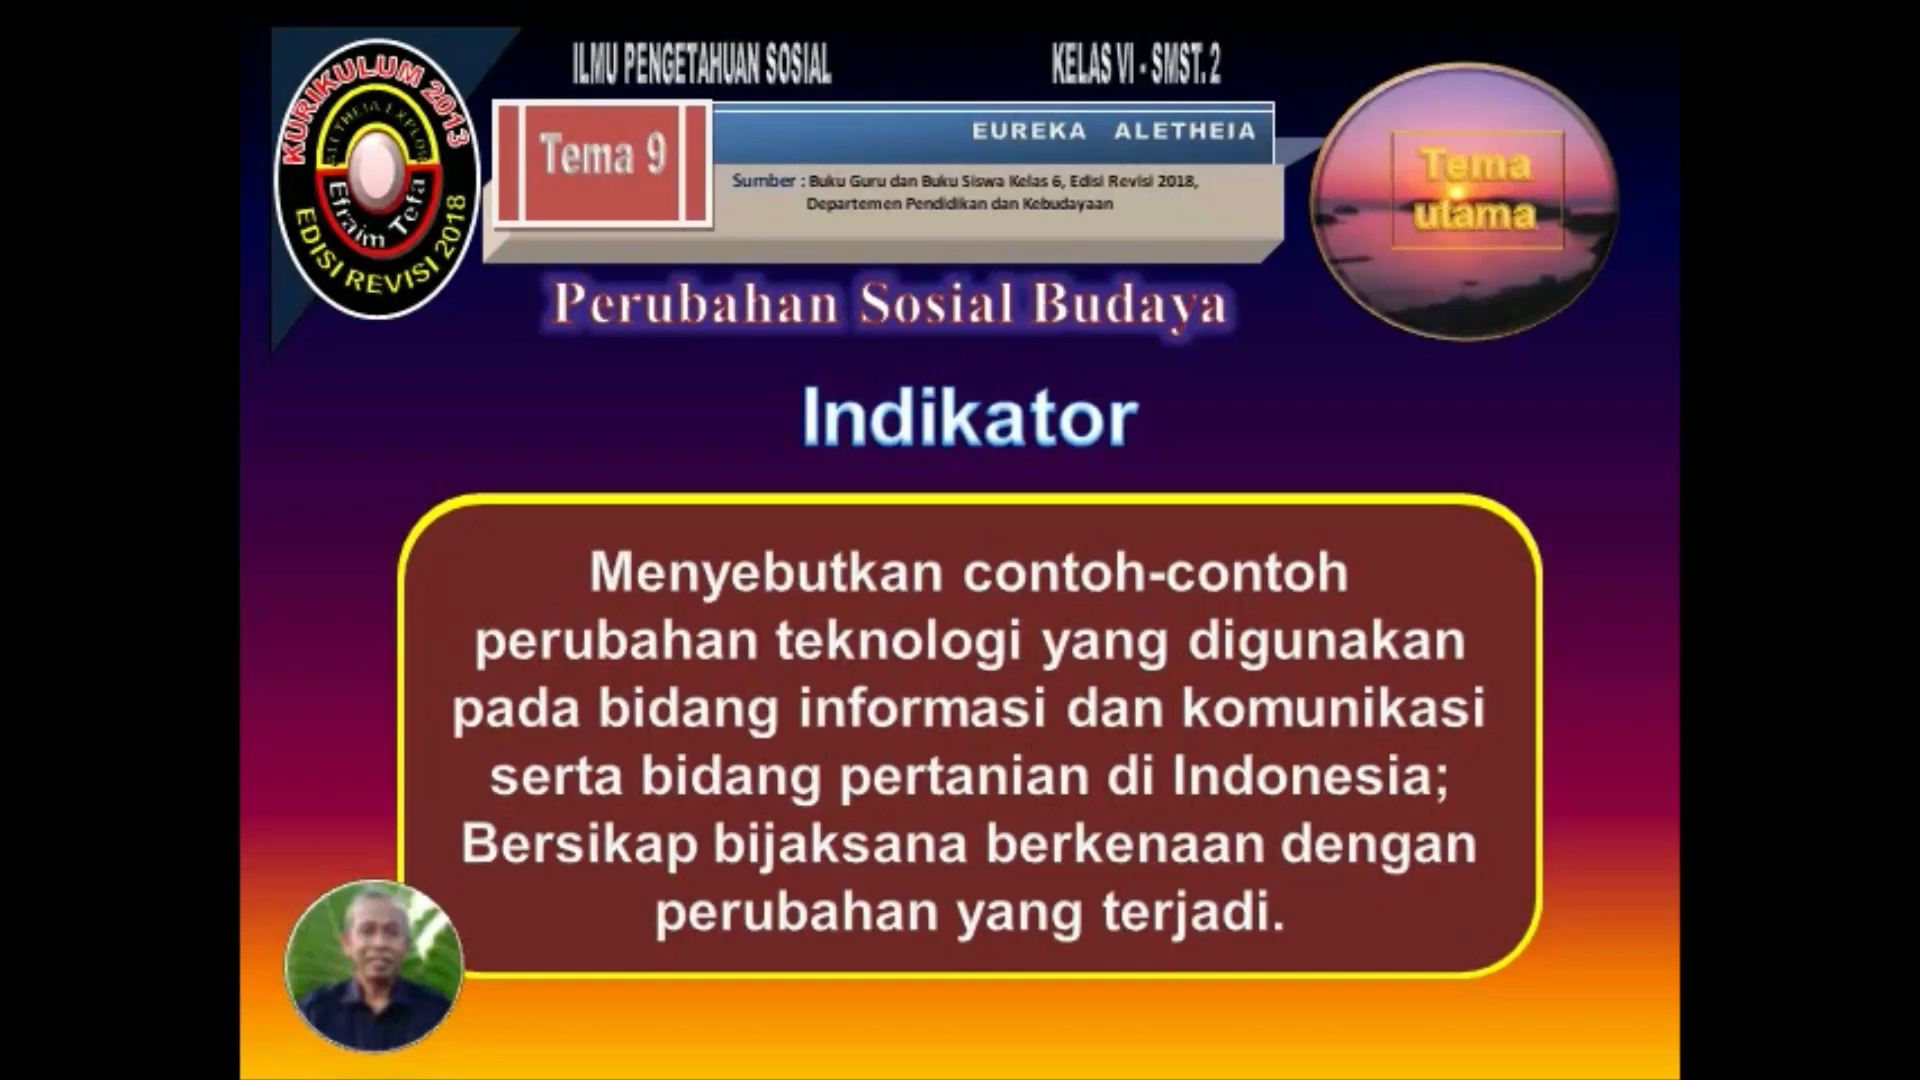 KURIKULUM 2013
ALETHEIA EXPLOR
Efraim Tefa
EDISI REVISI 2018
ILMU PENGETAHUAN SOSIAL
KELAS VI - SMST. 2
Tema 9
EUREKA ALETHEIA
Sumber : Buku Guru dan Buku Siswa Kelas 6, Edisi Revisi 2018,
Departemen Pendidikan dan Kebudayaan
Tema
utama
Perubahan Sosial Budaya
Indikator
Menyebutkan contoh-contoh
perubahan teknologi yang digunakan
pada bidang informasi dan komunikasi
serta bidang pertanian di Indonesia;
Bersikap bijaksana berkenaan dengan
perubahan yang terjadi.